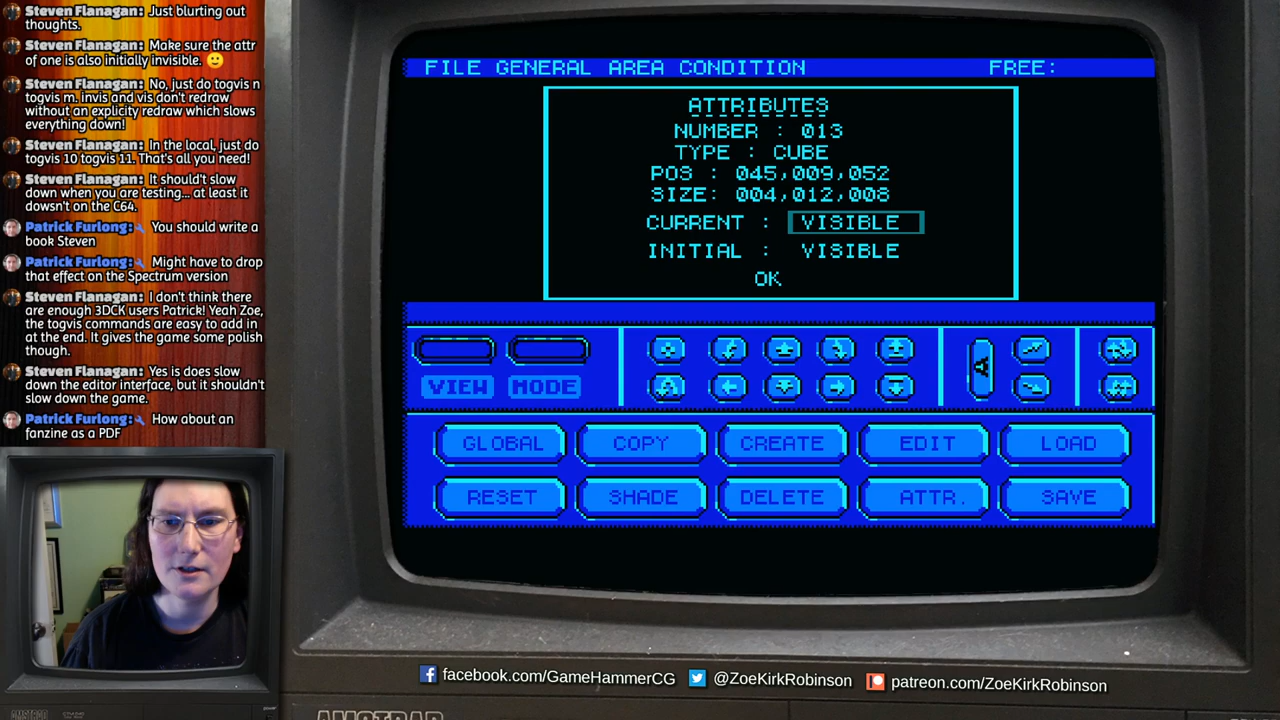 Steven Flanagan: Just blurting out
thoughts.
Steven Flanagan: Make sure the attr
of one is also initially invisible.
Steven Flanagan: No, just do togvis n
togvis m. invis and vis don't redraw
without an explicity redraw which slows
everything down!
Steven Flanagan: In the local, just do
togvis 10 togvis 11. That's all you need!
Steven Flanagan: It should't slow
down when you are testing... at least it
dowsn't on the C64.
Patrick Furlong: You should write a
book Steven
Patrick Furlong: Might have to drop
that effect on the Spectrum version
Steven Flanagan: I don't think there
are enough 3DCK users Patrick! Yeah Zoe,
the togvis commands are easy to add in
at the end. It gives the game some polish
though.
Steven Flanagan: Yes is does slow
down the editor interface, but it shouldn't
slow down the game.
Patrick Furlong: How about an
fanzine as a PDF
FILE GENERAL AREA CONDITION FREE:
ATTRIBUTES
NUMBER : 013
TYPE : CUBE
POS : 045,009,052
SIZE: 004,012,008
CURRENT : VISIBLE
INITIAL : VISIBLE
OK
VIEW MODE
A
GLOBAL COPY CREATE EDIT LOAD
RESET SHADE DELETE ATTR. SAVE
facebook.com/GameHammerCG @ZoeKirkRobinson patreon.com/ZoeKirkRobinson
AMSTRAD